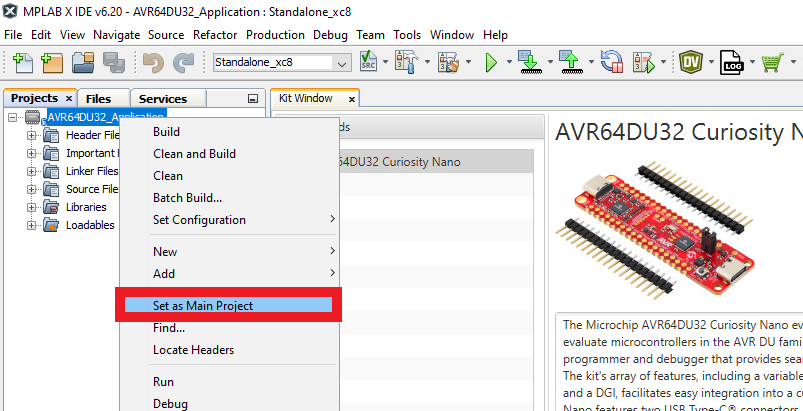 MPLAB X IDE v6.20 - AVR64DU32_Application : Standalone_xc8
File Edit View Navigate Source Refactor Production Debug Team Tools Window Help
Standalone_xc8
SRC
DV
Projects × Files Services
Kit Window ×
AVR64DU32_Application
Header File
Important
Linker Files
Source File
Libraries
Loadables
Build
Clean and Build
Clean
Batch Build...
Set Configuration
New
Add
Set as Main Project
Find...
Locate Headers
Run
Debug
ds
64DU32 Curiosity Nano
AVR64DU32 Curiosity N
The Microchip AVR64DU32 Curiosity Nano ev
evaluate microcontrollers in the AVR DU fami
programmer and debugger that provides sea
The kit's array of features, including a variable
and a DGI, facilitates easy integration into a cu
Nano features two USB Type-C® connectors